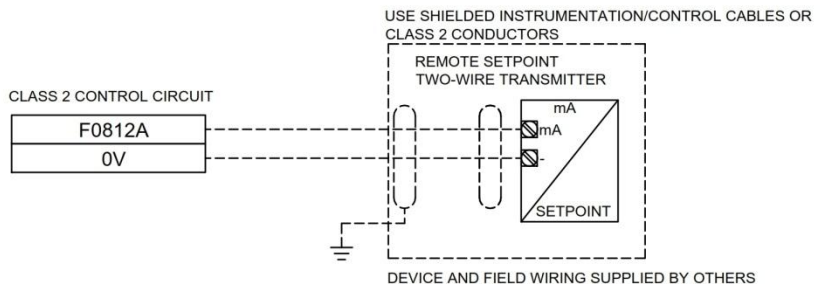 USE SHIELDED INSTRUMENTATION/CONTROL CABLES OR
CLASS 2 CONDUCTORS
REMOTE SETPOINT
TWO-WIRE TRANSMITTER
CLASS 2 CONTROL CIRCUIT
mA
F0812A
mA
0V
-
SETPOINT
DEVICE AND FIELD WIRING SUPPLIED BY OTHERS